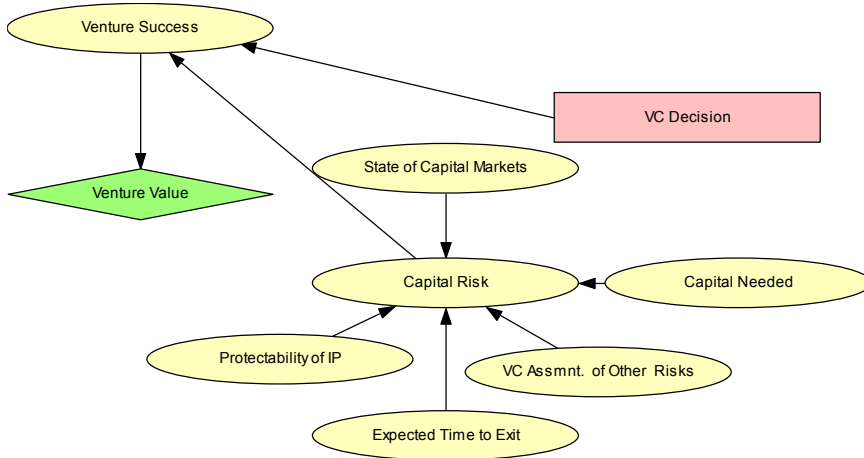 Venture Success
VC Decision
State of Capital Markets
Venture Value
Capital Risk
Capital Needed
Protectability of IP
VC Assmnt. of Other Risks
Expected Time to Exit